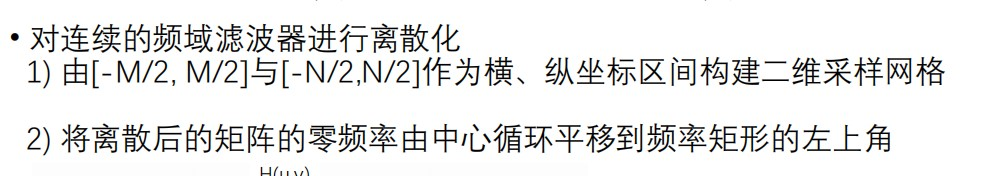 • 对连续的频域滤波器进行离散化
1) 由[-M/2, M/2]与[-N/2,N/2]作为横、纵坐标区间构建二维采样网格
2) 将离散后的矩阵的零频率由中心循环平移到频率矩形的左上角
H(u,v)